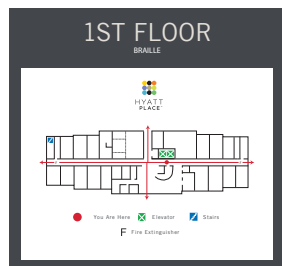 1ST FLOOR
BRAILLE
HYATT
PLACE
You Are Here
Elevator
Stairs
F Fire Extinguisher